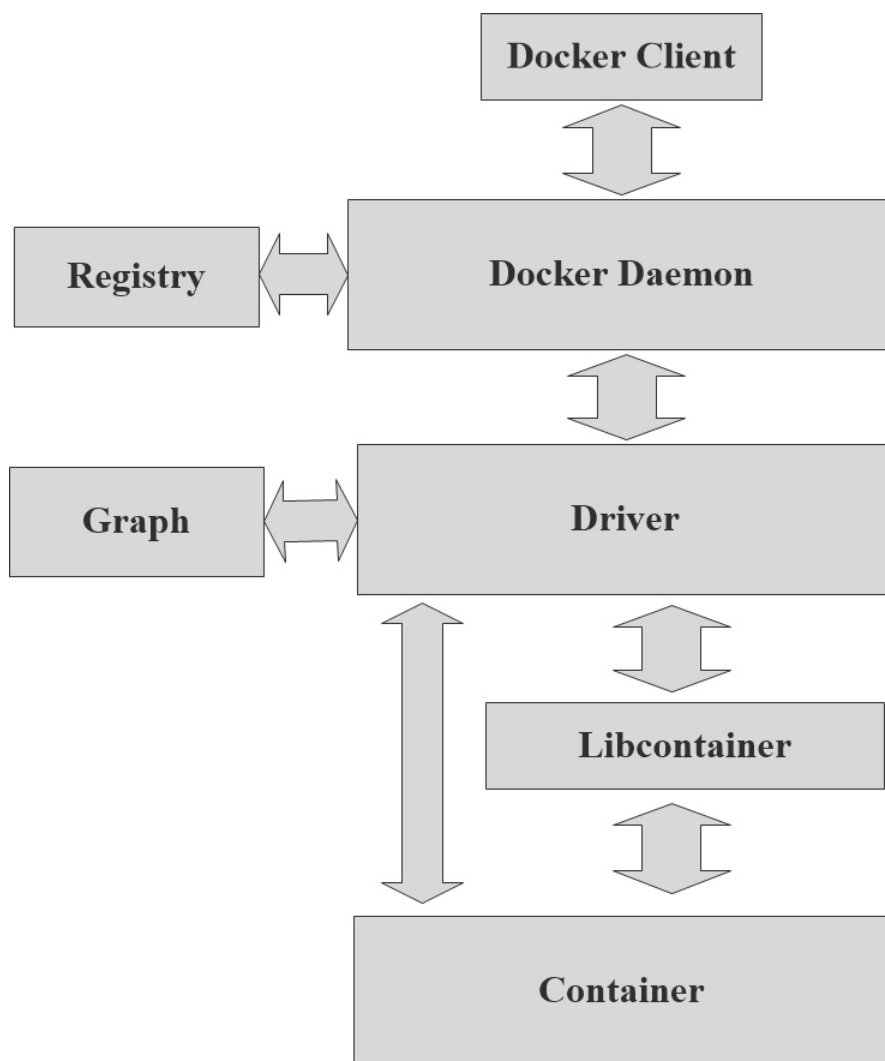 Docker Client
Registry
Docker Daemon
Graph
Driver
Libcontainer
Container